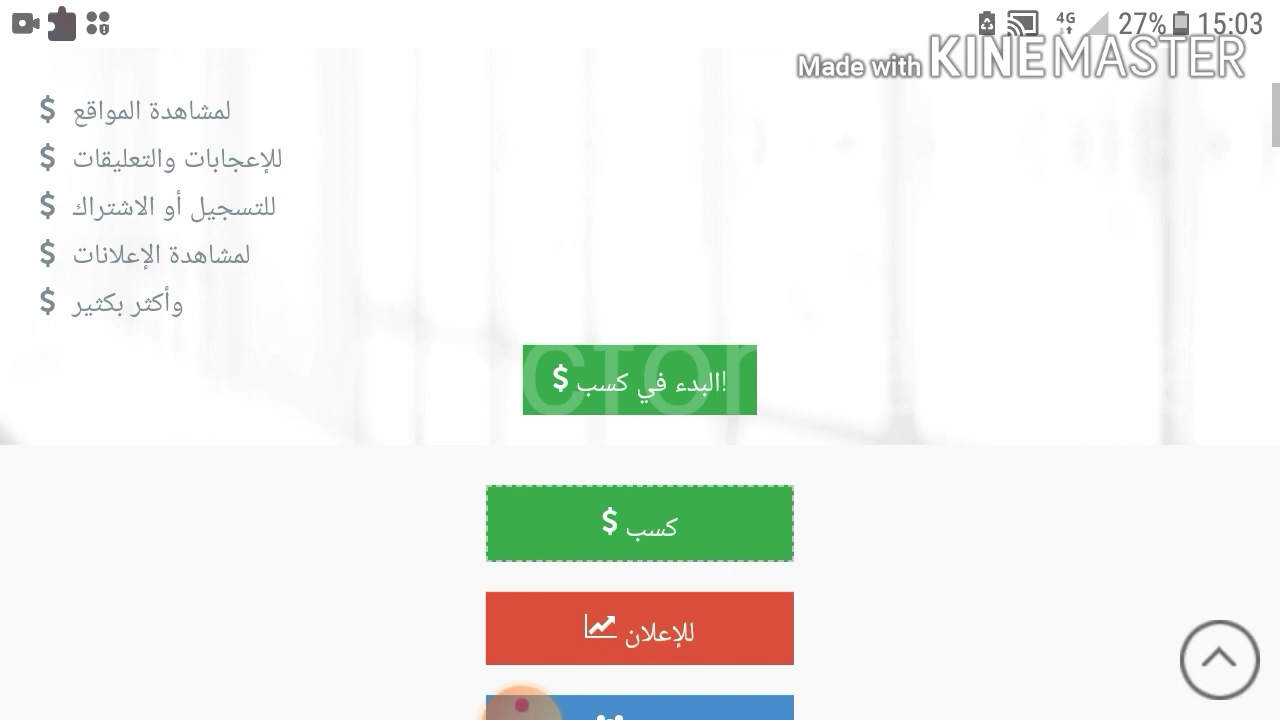 4G 27% 15:03
Made with KINEMASTER
$ لمشاهدة المواقع
$ للإعجابات والتعليقات
$ للتسجيل أو الاشتراك
$ لمشاهدة الإعلانات
$ وأكثر بكثير
$ البدء في كسب!
$ كسب
للإعلان